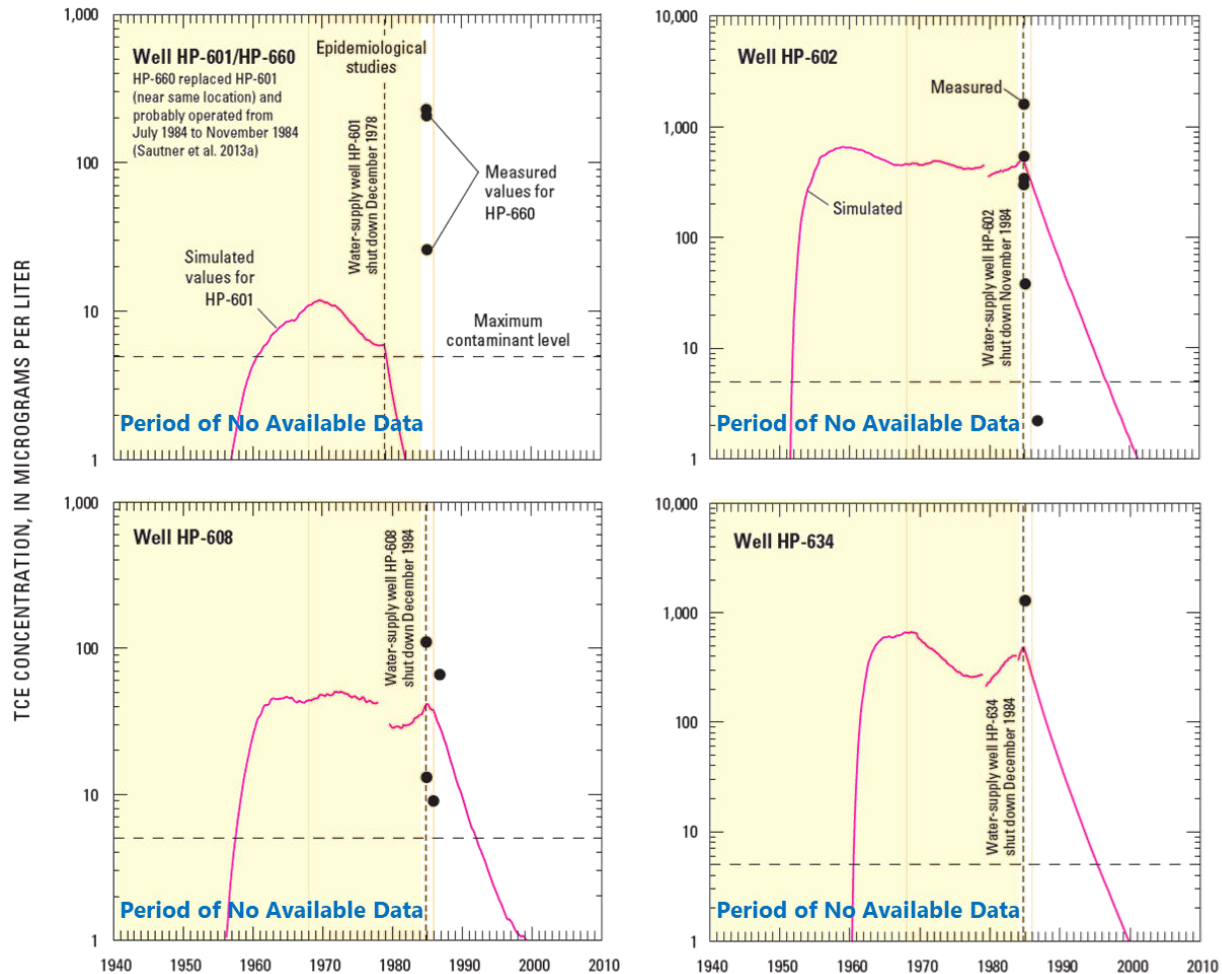 TCE CONCENTRATION, IN MICROGRAMS PER LITER
1,000
100
10
1
Well HP-601/HP-660
HP-660 replaced HP-601
(near same location) and
probably operated from
July 1984 to November 1984
(Sautner et al. 2013a)
Epidemiological
studies
Water-supply well HP-601
shut down December 1978
Measured
values for
HP-660
Simulated
values for
HP-601
Maximum
contaminant level
Period of No Available Data
10,000
1,000
100
10
1
Well HP-602
Measured
Simulated
Water-supply well HP-602
shut down November 1984
Period of No Available Data
1,000
100
10
1
Well HP-608
Water-supply well HP-608
shut down December 1984
Period of No Available Data
1940 1950 1960 1970 1980 1990 2000 2010
10,000
1,000
100
10
1
Well HP-634
Water-supply well HP-634
shut down December 1984
Period of No Available Data
1940 1950 1960 1970 1980 1990 2000 2010